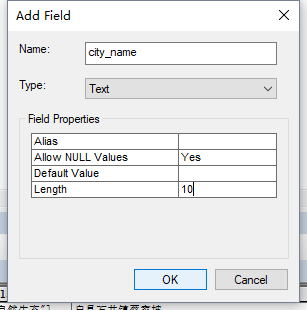 Add Field
Name: city_name
Type: Text
Field Properties
Alias
Allow NULL Values Yes
Default Value
Length 10
OK Cancel